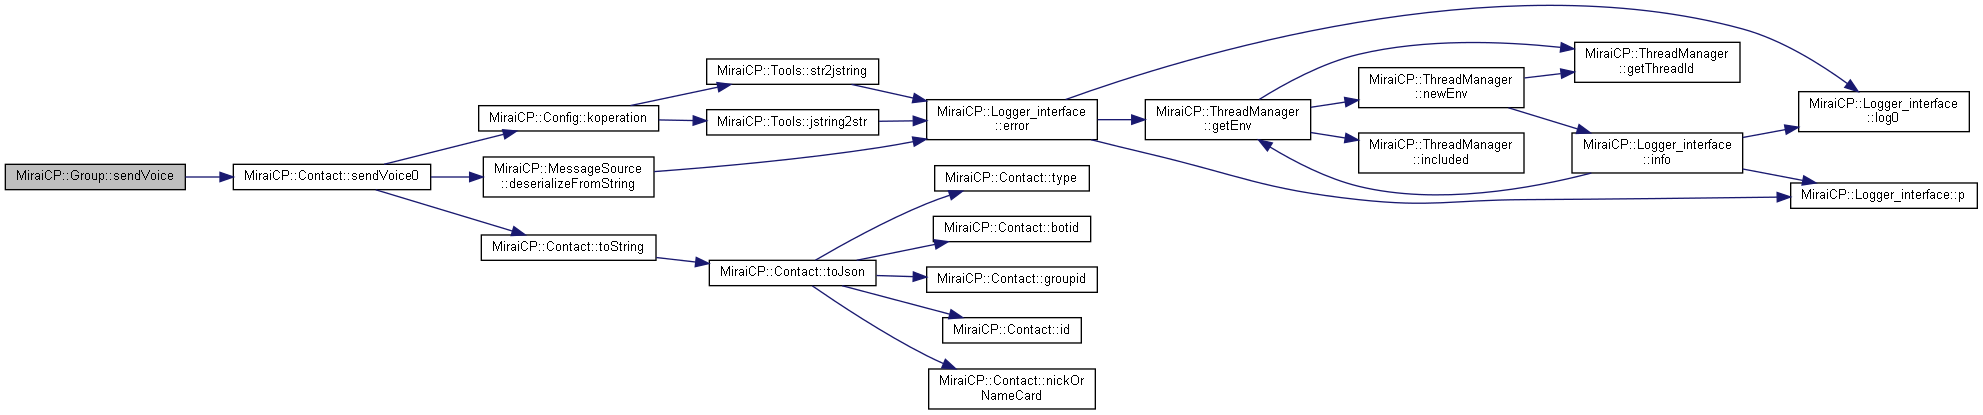 MiraiCP::Group::sendVoice
MiraiCP::Contact::sendVoice0
MiraiCP::Config::koperation
MiraiCP::MessageSource
::deserializeFromString
MiraiCP::Contact::toString
MiraiCP::Tools::str2jstring
MiraiCP::Tools::jstring2str
MiraiCP::Contact::toJson
MiraiCP::Logger_interface
::error
MiraiCP::Contact::type
MiraiCP::Contact::botid
MiraiCP::Contact::groupid
MiraiCP::Contact::id
MiraiCP::Contact::nickOr
NameCard
MiraiCP::ThreadManager
::getEnv
MiraiCP::ThreadManager
::newEnv
MiraiCP::ThreadManager
::included
MiraiCP::ThreadManager
::getThreadId
MiraiCP::Logger_interface
::info
MiraiCP::Logger_interface
::log0
MiraiCP::Logger_interface::p